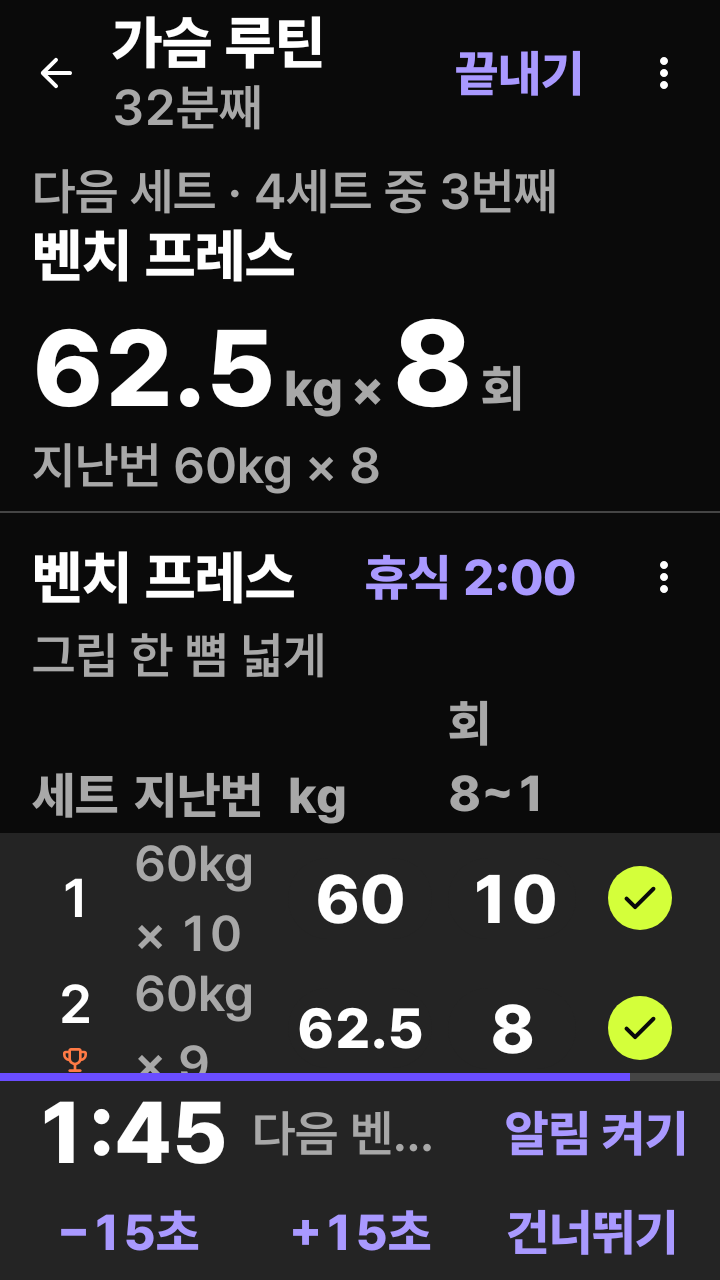 가슴 루틴
32분째
끝내기
다음 세트 · 4세트 중 3번째
벤치 프레스
62.5 kg × 8 회
지난번 60kg × 8
벤치 프레스
휴식 2:00
그립 한 뼘 넓게
세트 지난번 kg 회 8~1
1 60kg × 10 60 10
2 60kg × 9 62.5 8
1:45 다음 벤... 알림 켜기
−15초 +15초 건너뛰기